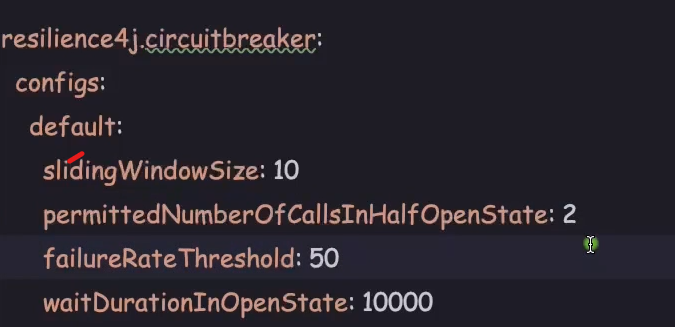 resilience4j.circuitbreaker:
configs:
default:
slidingWindowSize: 10
permittedNumberOfCallsInHalfOpenState: 2
failureRateThreshold: 50
waitDurationInOpenState: 10000